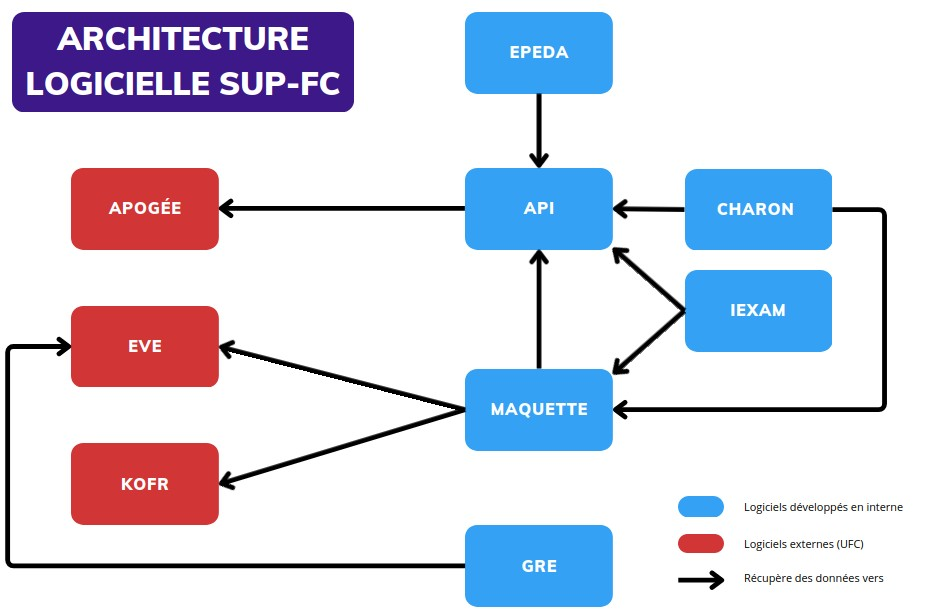 ARCHITECTURE
LOGICIELLE SUP-FC
EPEDA
APOGÉE
API
CHARON
IEXAM
EVE
MAQUETTE
KOFR
GRE
Logiciels développés en interne
Logiciels externes (UFC)
Récupère des données vers